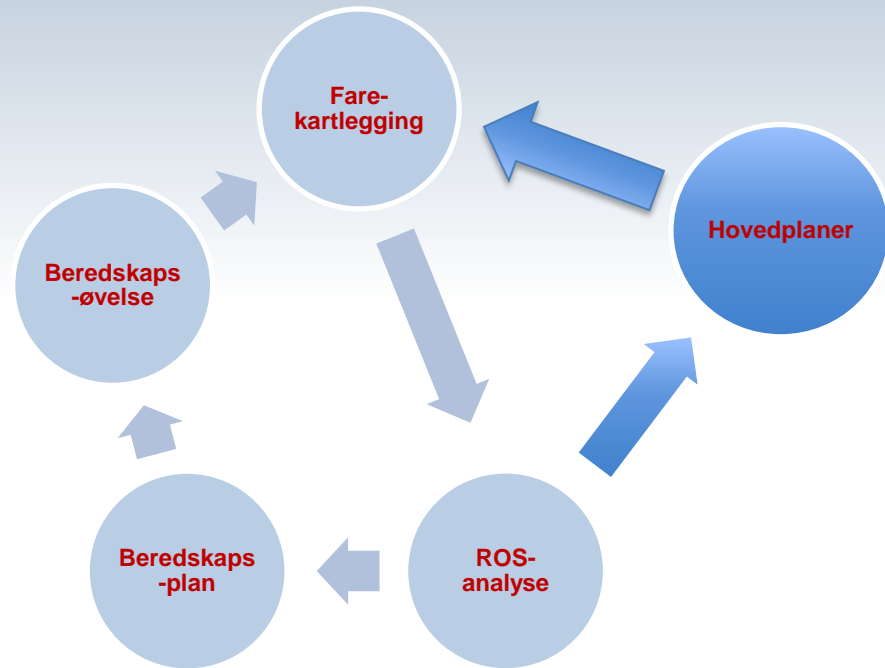 Fare-
kartlegging
Hovedplaner
Beredskaps
-øvelse
Beredskaps
-plan
ROS-
analyse